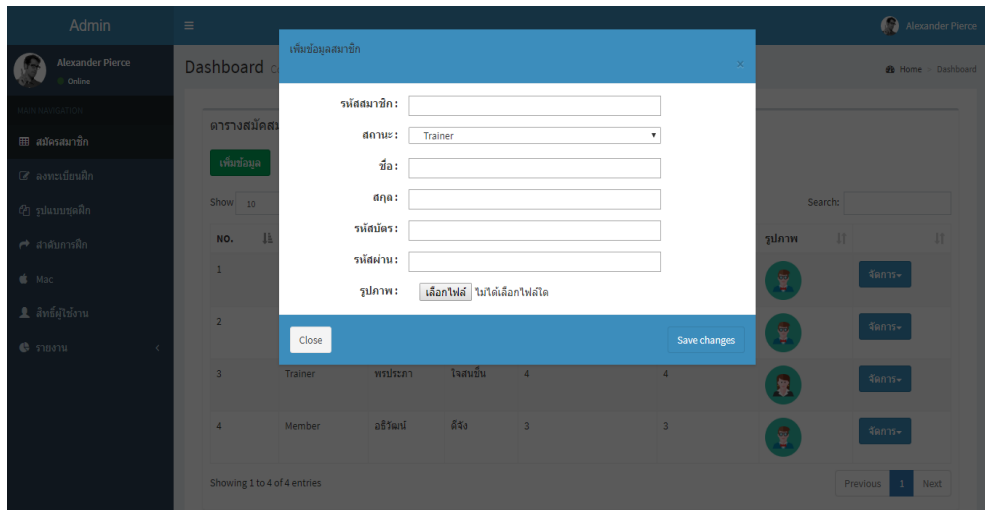 Admin
Alexander Pierce
Alexander Pierce
Online
Dashboard
Home > Dashboard
MAIN NAVIGATION
สมัครสมาชิก
ลงทะเบียนฝึก
รูปแบบชุดฝึก
ลำดับการฝึก
Mac
สิทธิ์ผู้ใช้งาน
รายงาน
เพิ่มข้อมูลสมาชิก
×
รหัสสมาชิก :
สถานะ : Trainer
ชื่อ :
สกุล :
รหัสบัตร :
รหัสผ่าน :
รูปภาพ : เลือกไฟล์ ไม่ได้เลือกไฟล์ใด
Close Save changes
เพิ่มข้อมูล
Show 10
Search:
NO. รูปภาพ
1 จัดการ
2 จัดการ
3 Trainer พรประภา ใจสนชื่น 4 4 จัดการ
4 Member อธิวัฒน์ ดีจัง 3 3 จัดการ
Showing 1 to 4 of 4 entries
Previous 1 Next